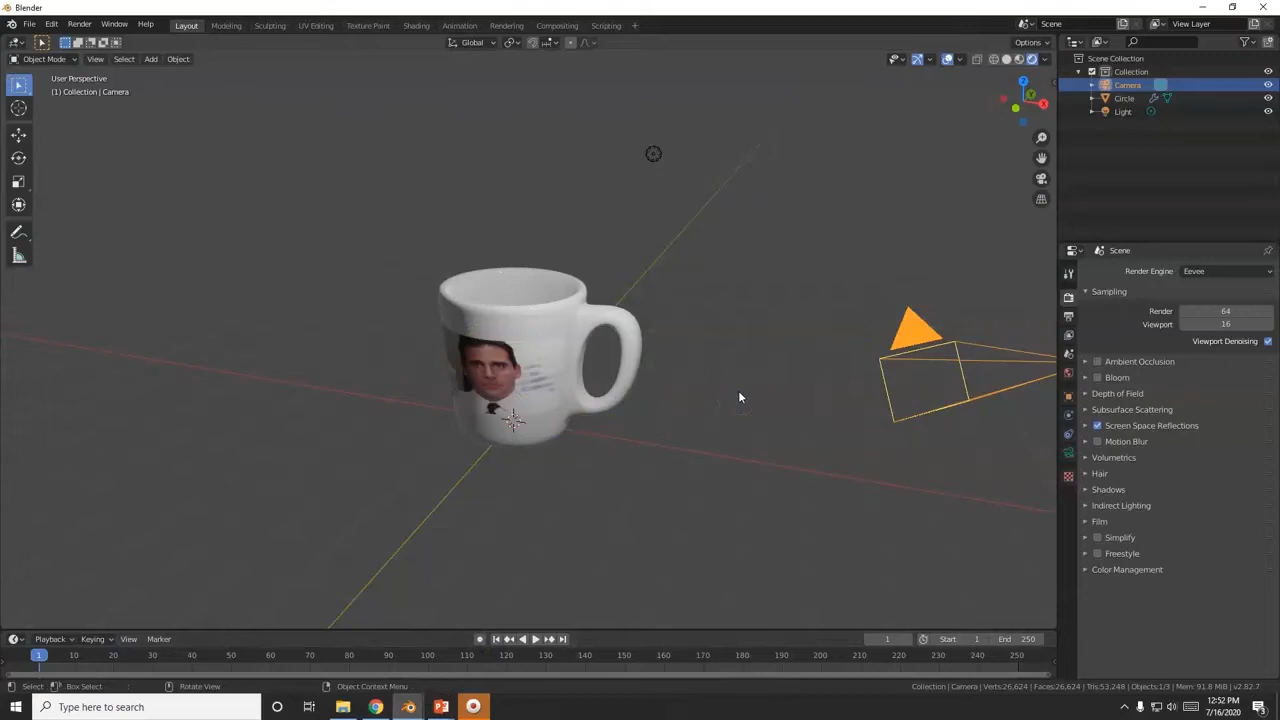 Blender
File Edit Render Window Help Layout Modeling Sculpting UV Editing Texture Paint Shading Animation Rendering Compositing Scripting + Scene View Layer
Global Options
Object Mode View Select Add Object
User Perspective
(1) Collection | Camera
Z
Y
X
Scene Collection
Collection
Camera
Circle
Light
Scene
Render Engine Eevee
Sampling
Render 64
Viewport 16
Viewport Denoising
Ambient Occlusion
Bloom
Depth of Field
Subsurface Scattering
Screen Space Reflections
Motion Blur
Volumetrics
Hair
Shadows
Indirect Lighting
Film
Simplify
Freestyle
Color Management
Playback Keying View Marker 1 Start 1 End 250
1 10 20 30 40 50 60 70 80 90 100 110 120 130 140 150 160 170 180 190 200 210 220 230 240 250
Select Box Select Rotate View Object Context Menu Collection | Camera | Verts:26,624 | Faces:26,624 | Tris:53,248 | Objects:1/3 | Mem: 91.8 MiB | v2.82.7
Type here to search
12:52 PM
7/16/2020
3